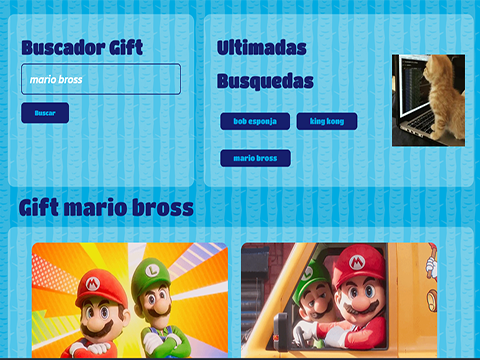 Buscador Gift
mario bross
Buscar
Ultimadas
Busquedas
bob esponja
king kong
mario bross
Gift mario bross